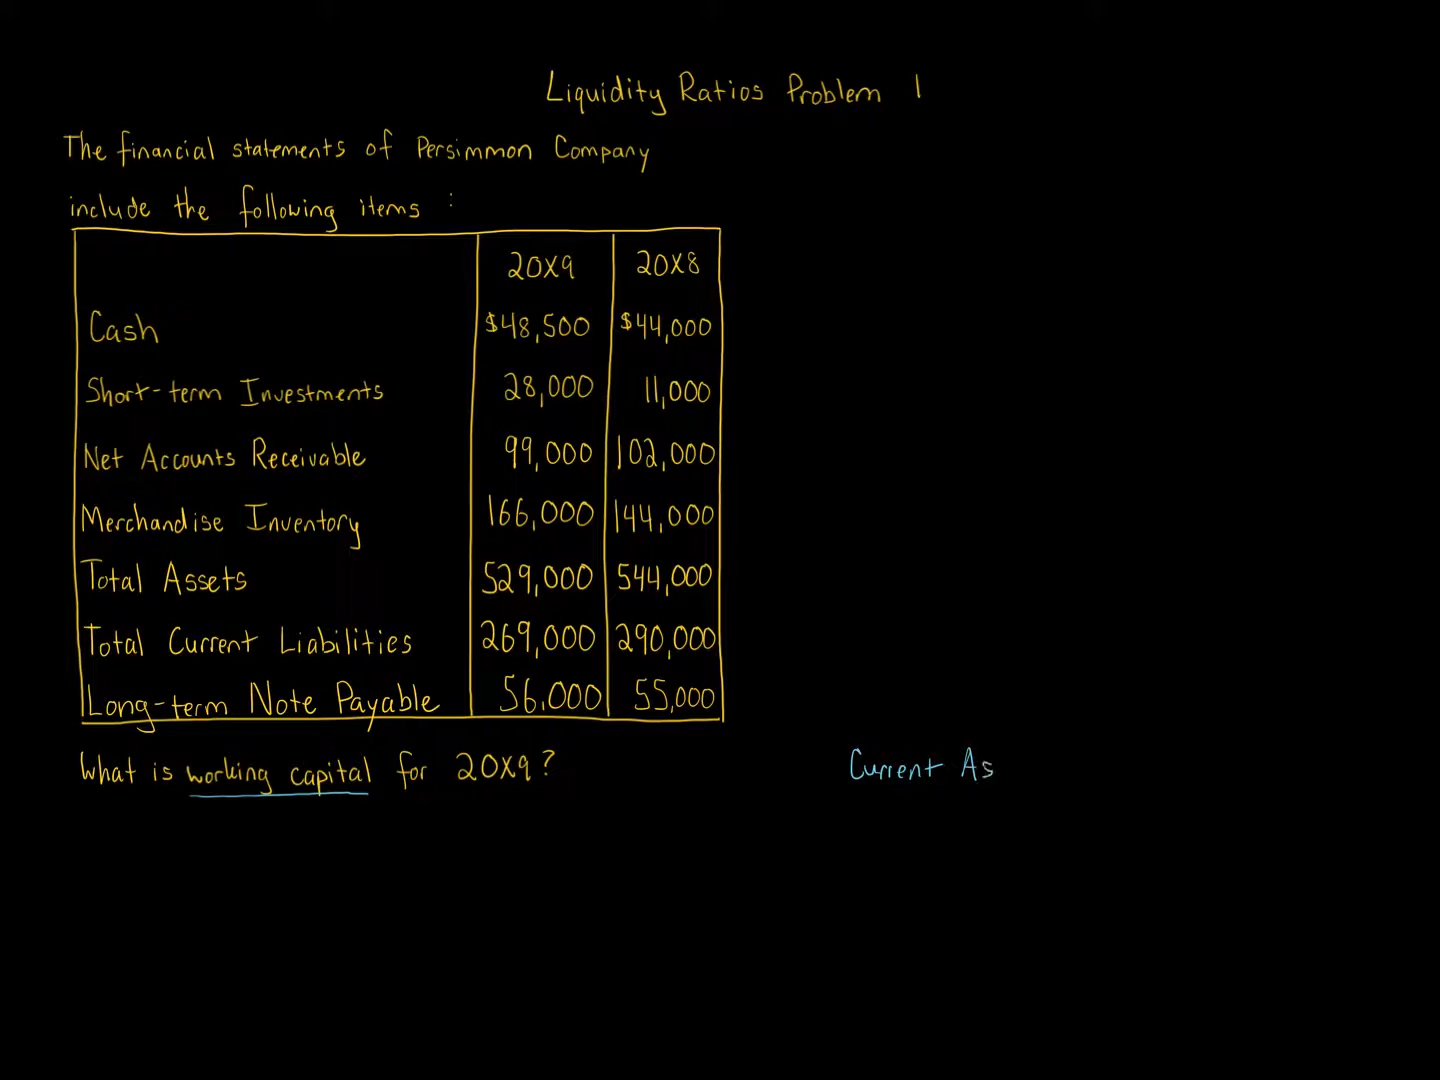 Liquidity Ratios Problem 1
The financial statements of Persimmon Company
include the following items :
20X9 20X8
Cash $48,500 $44,000
Short-term Investments 28,000 11,000
Net Accounts Receivable 99,000 102,000
Merchandise Inventory 166,000 144,000
Total Assets 529,000 544,000
Total Current Liabilities 269,000 290,000
Long-term Note Payable 56,000 55,000
What is working capital for 20X9? Current As